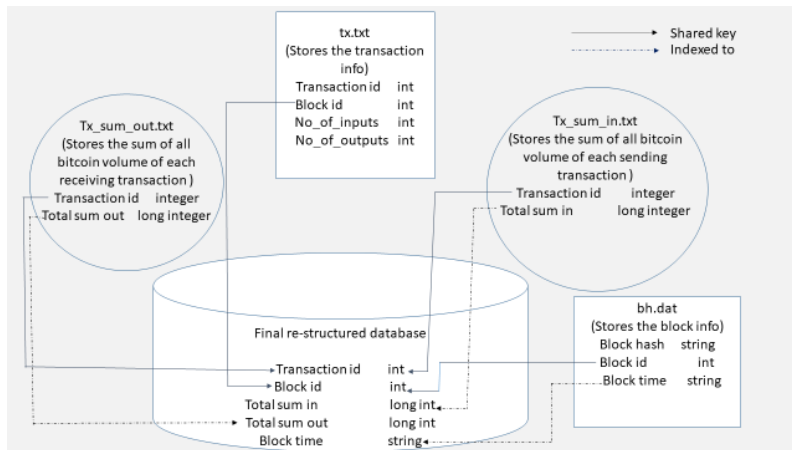 tx.txt
(Stores the transaction
info)
Transaction id int
Block id int
No_of_inputs int
No_of_outputs int
Shared key
Indexed to
Tx_sum_out.txt
(Stores the sum of all
bitcoin volume of each
receiving transaction )
Transaction id integer
Total sum out long integer
Tx_sum_in.txt
(Stores the sum of all bitcoin
volume of each sending
transaction )
Transaction id integer
Total sum in long integer
bh.dat
(Stores the block info)
Block hash string
Block id int
Block time string
Final re-structured database
Transaction id int
Block id int
Total sum in long int
Total sum out long int
Block time string